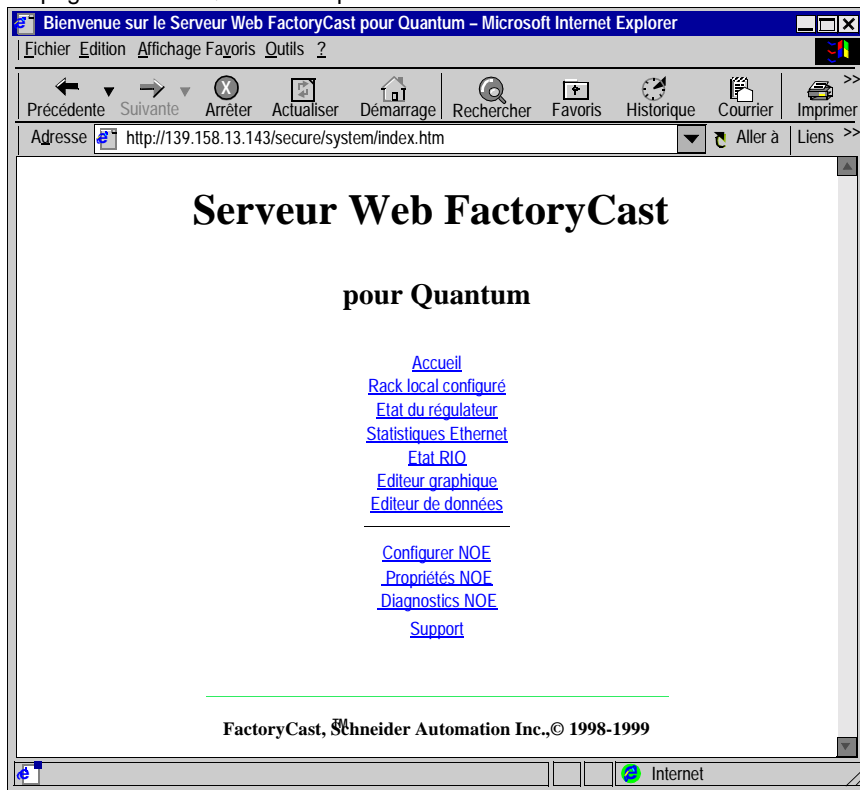 Bienvenue sur le Serveur Web FactoryCast pour Quantum – Microsoft Internet Explorer
Fichier Edition Affichage Favoris Outils ?
Précédente Suivante Arrêter Actualiser Démarrage Rechercher Favoris Historique Courrier Imprimer >>
Adresse http://139.158.13.143/secure/system/index.htm Aller à Liens >>
Serveur Web FactoryCast
pour Quantum
Accueil
Rack local configuré
Etat du régulateur
Statistiques Ethernet
Etat RIO
Editeur graphique
Editeur de données
Configurer NOE
Propriétés NOE
Diagnostics NOE
Support
FactoryCast,™ Schneider Automation Inc.,© 1998-1999
Internet